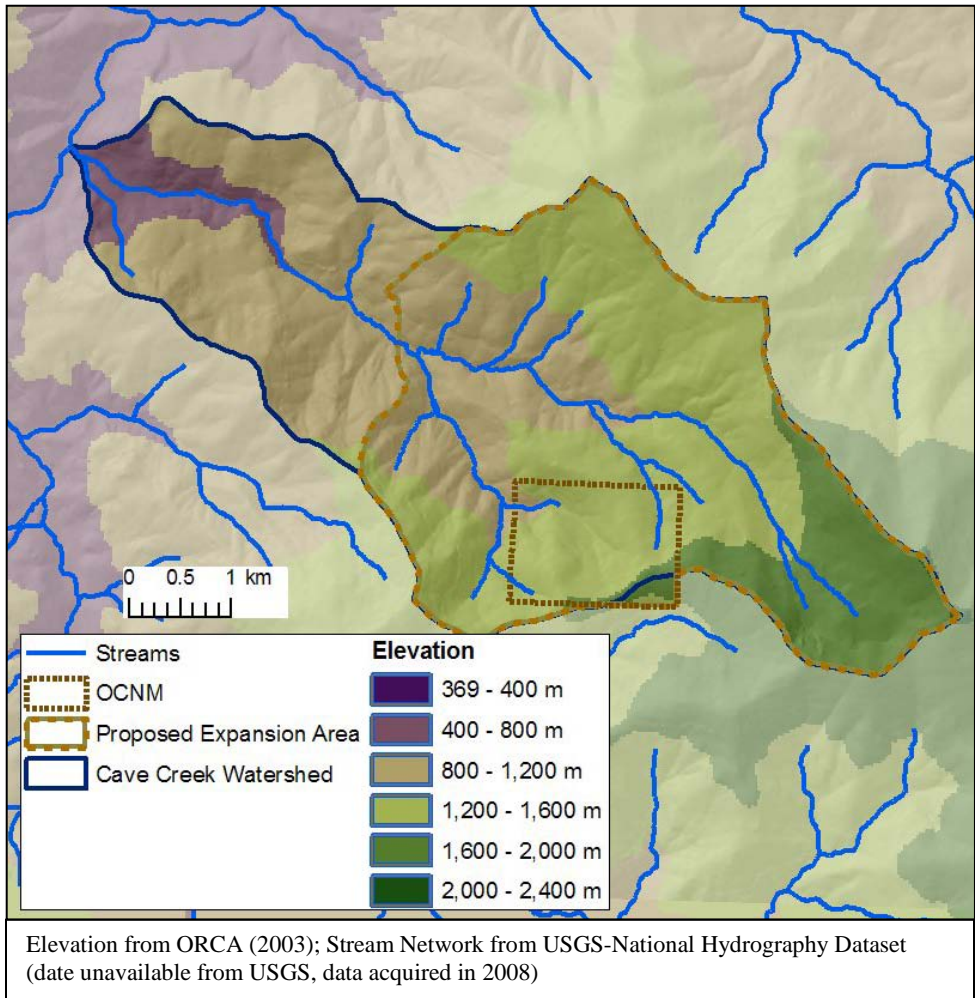 0 0.5 1 km
Streams
OCNM
Proposed Expansion Area
Cave Creek Watershed
Elevation
369 - 400 m
400 - 800 m
800 - 1,200 m
1,200 - 1,600 m
1,600 - 2,000 m
2,000 - 2,400 m
Elevation from ORCA (2003); Stream Network from USGS-National Hydrography Dataset
(date unavailable from USGS, data acquired in 2008)